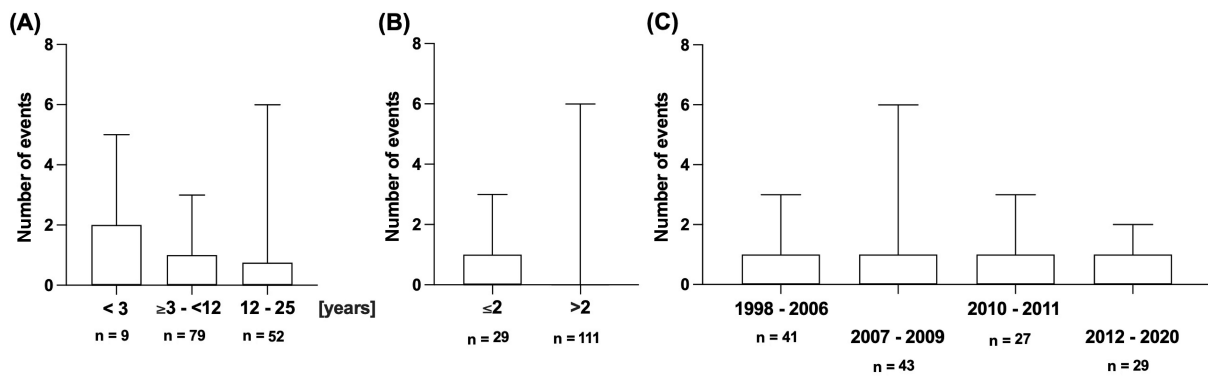 (A)
Number of events
8
6
4
2
0
< 3 ≥3 - <12 12 - 25 [years]
n = 9 n = 79 n = 52
(B)
Number of events
8
6
4
2
0
≤2 >2
n = 29 n = 111
(C)
Number of events
8
6
4
2
0
1998 - 2006 2010 - 2011
n = 41 n = 27
2007 - 2009 2012 - 2020
n = 43 n = 29